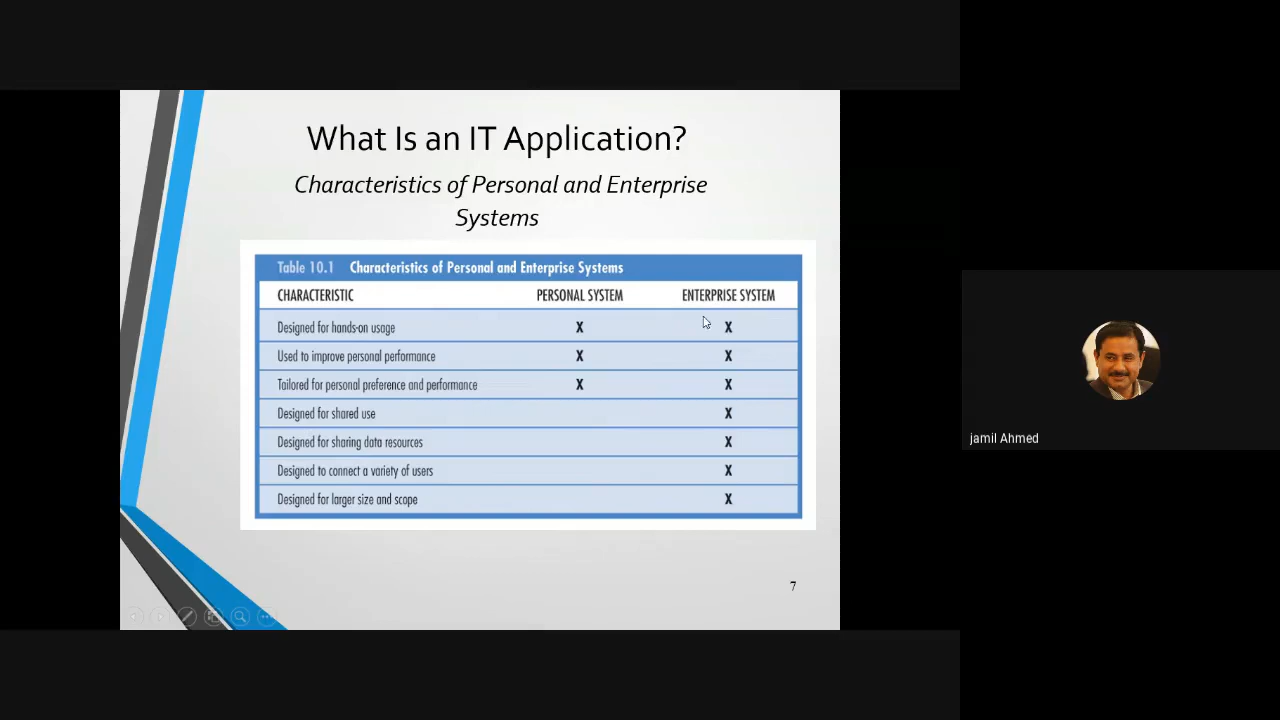 What Is an IT Application?
Characteristics of Personal and Enterprise
Systems
Table 10.1 Characteristics of Personal and Enterprise Systems
CHARACTERISTIC PERSONAL SYSTEM ENTERPRISE SYSTEM
Designed for hands-on usage X X
Used to improve personal performance X X
Tailored for personal preference and performance X X
Designed for shared use X
Designed for sharing data resources X
Designed to connect a variety of users X
Designed for larger size and scope X
7
jamil Ahmed